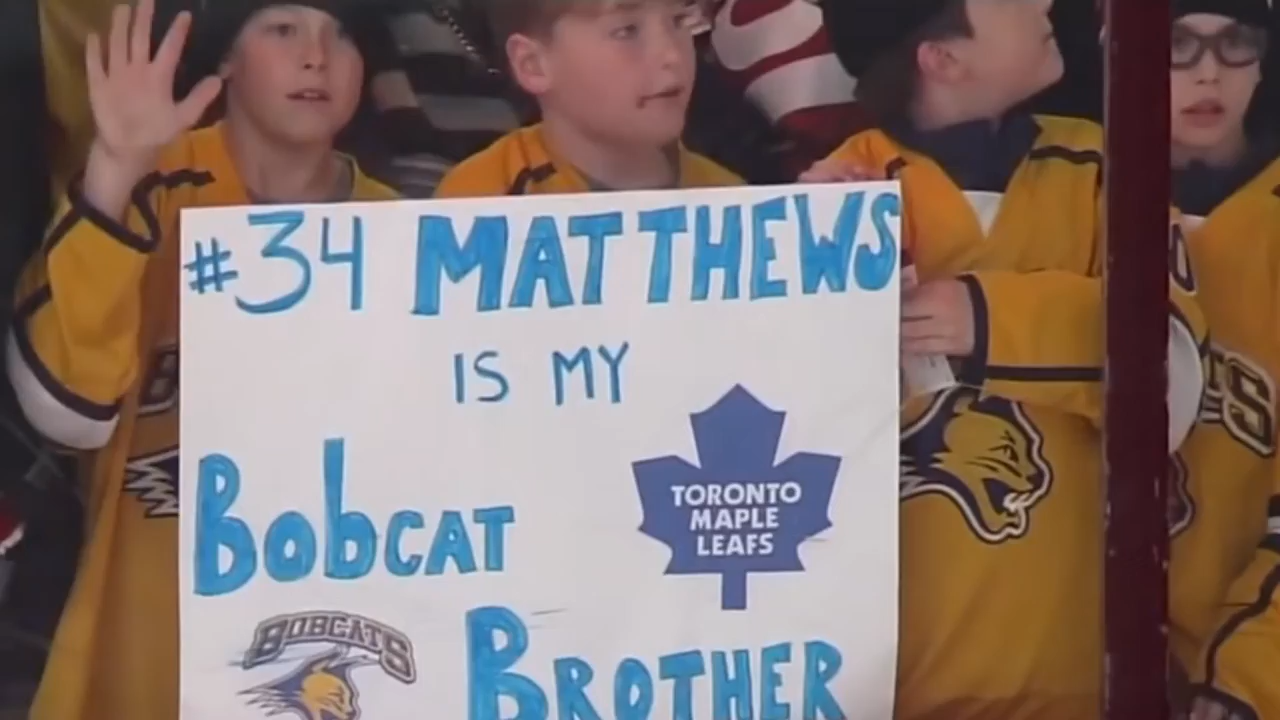 #34 MATTHEWS
IS MY
BobCAT
TORONTO
MAPLE
LEAFS
BOBCATS
BROTHER